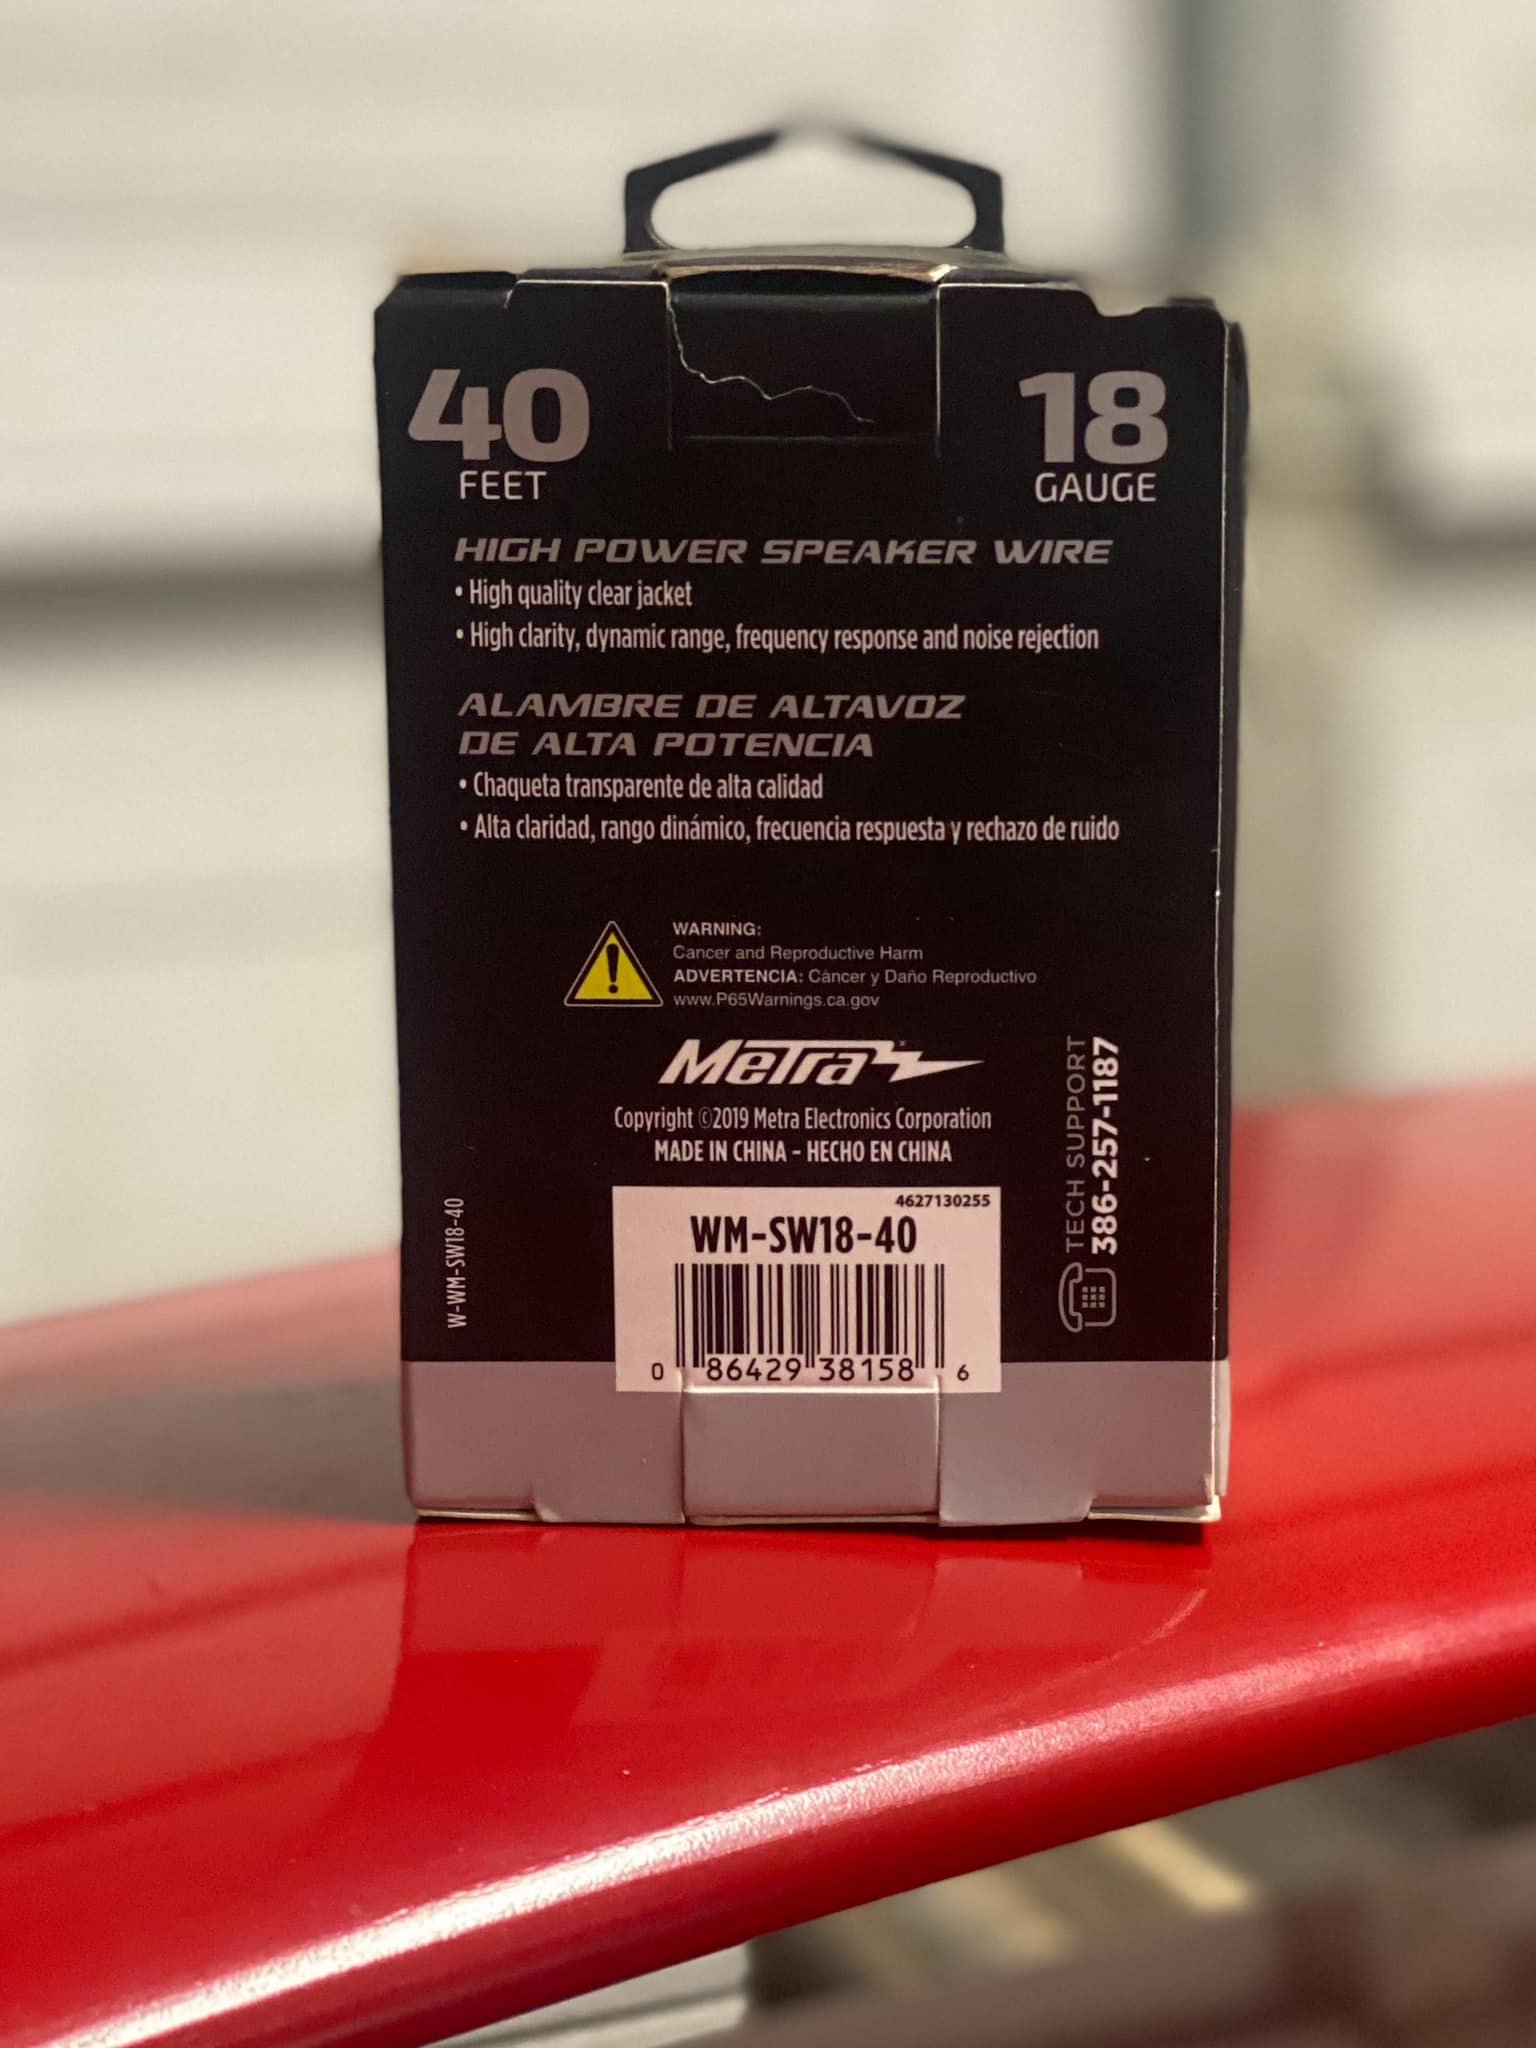 40
FEET
18
GAUGE
HIGH POWER SPEAKER WIRE
• High quality clear jacket
• High clarity, dynamic range, frequency response and noise rejection
ALAMBRE DE ALTAVOZ
DE ALTA POTENCIA
• Chaqueta transparente de alta calidad
• Alta claridad, rango dinámico, frecuencia respuesta y rechazo de ruido
WARNING:
Cancer and Reproductive Harm
ADVERTENCIA: Cáncer y Daño Reproductivo
www.P65Warnings.ca.gov
MeTra
Copyright ©2019 Metra Electronics Corporation
MADE IN CHINA - HECHO EN CHINA
TECH SUPPORT
386-257-1187
W-WM-SW18-40
4627130255
WM-SW18-40
0 86429 38158 6